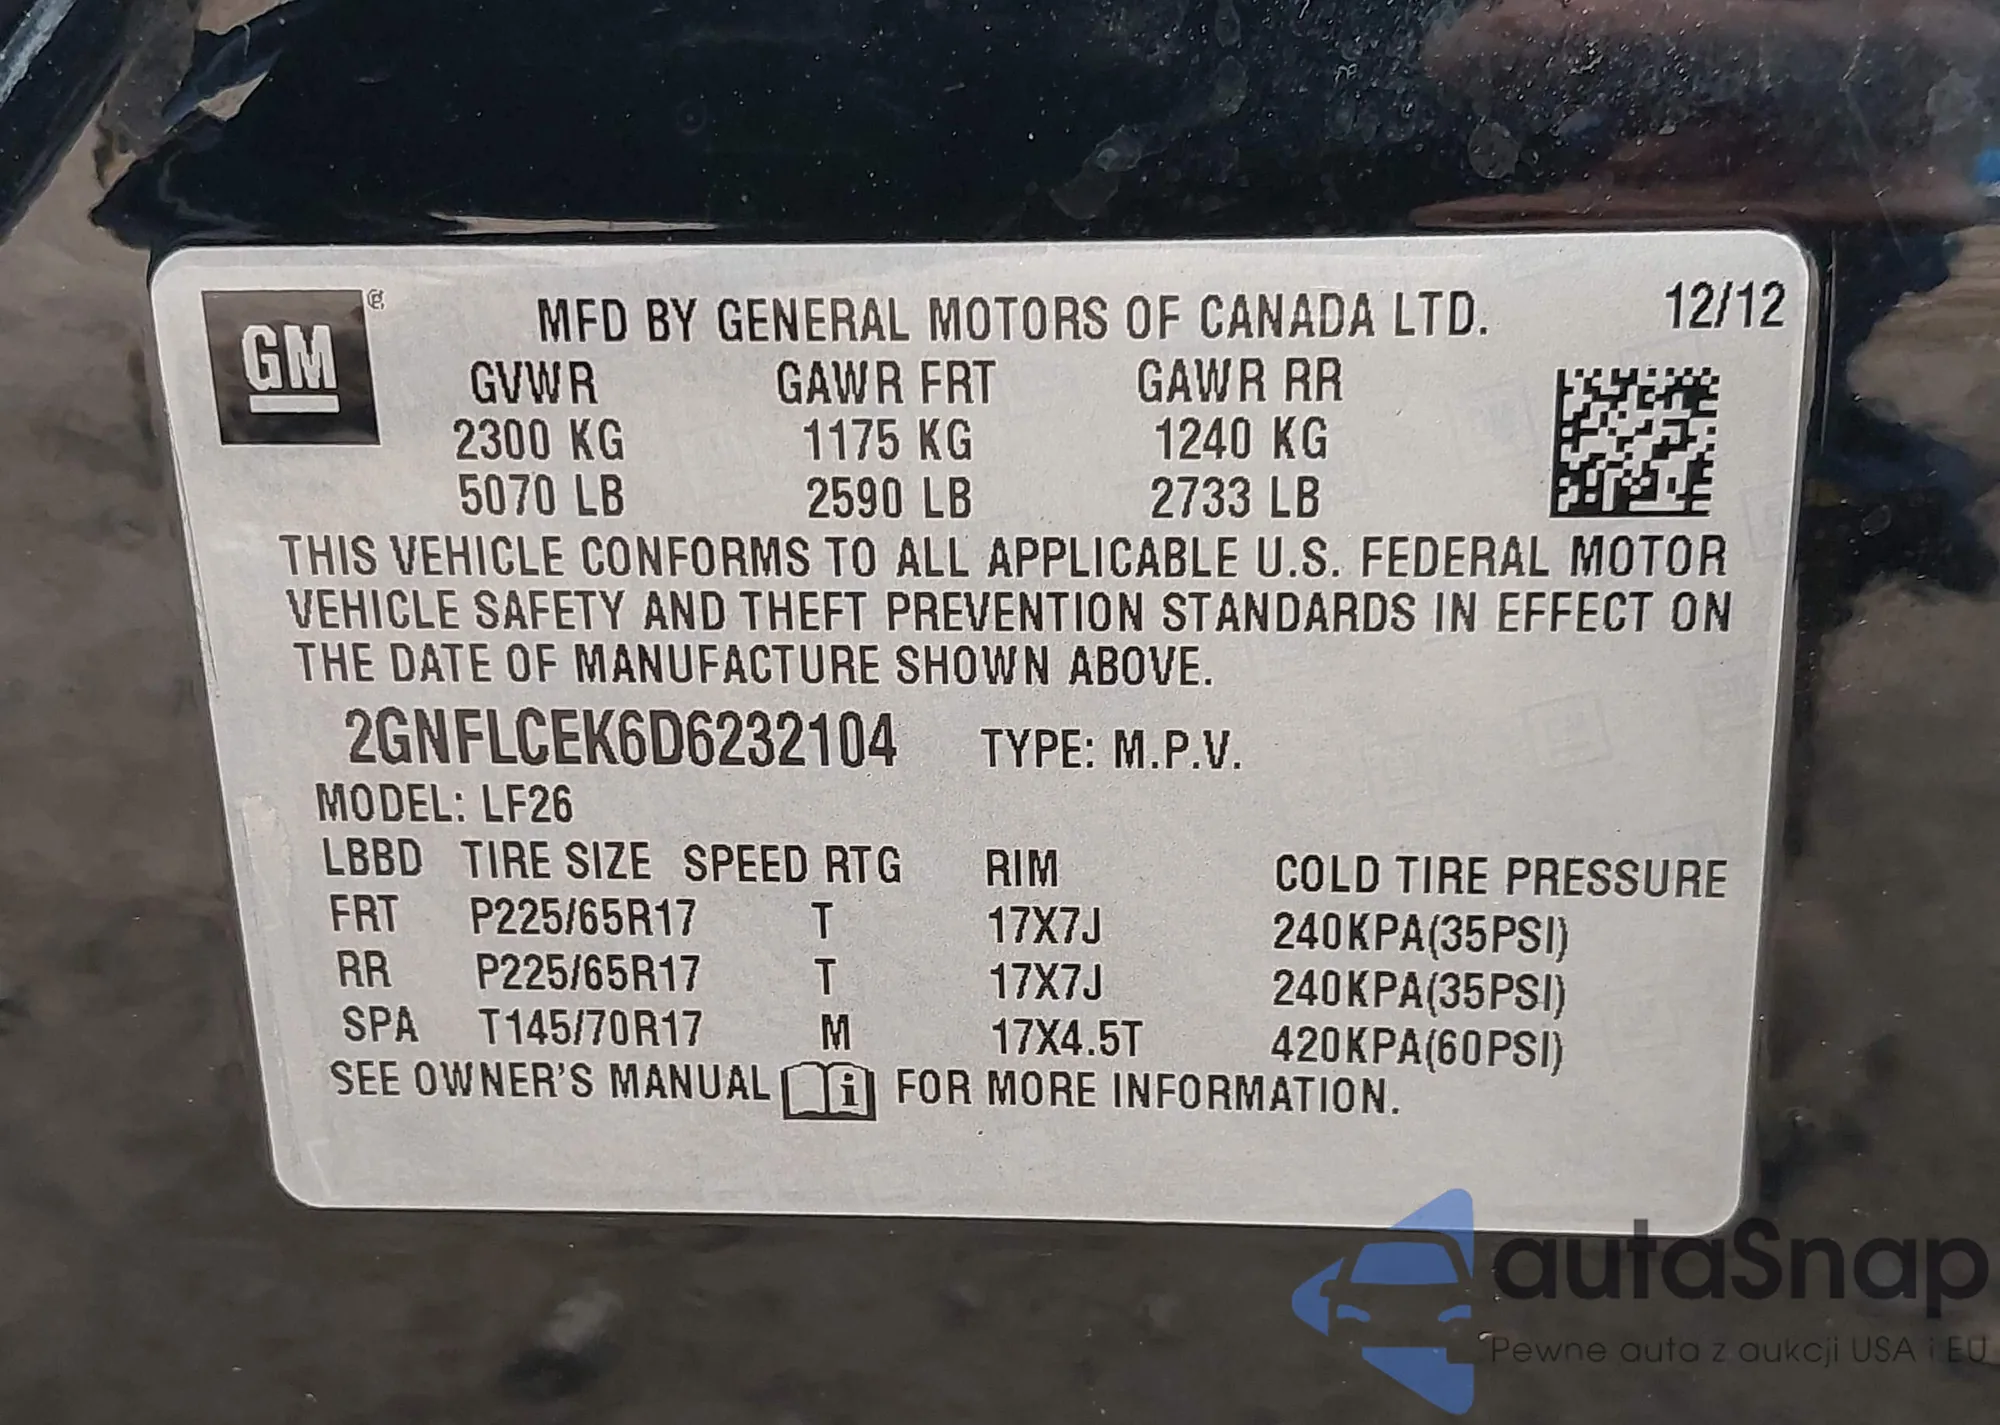 GM
MFD BY GENERAL MOTORS OF CANADA LTD. 12/12
GVWR GAWR FRT GAWR RR
2300 KG 1175 KG 1240 KG
5070 LB 2590 LB 2733 LB
THIS VEHICLE CONFORMS TO ALL APPLICABLE U.S. FEDERAL MOTOR
VEHICLE SAFETY AND THEFT PREVENTION STANDARDS IN EFFECT ON
THE DATE OF MANUFACTURE SHOWN ABOVE.
2GNFLCEK6D6232104 TYPE: M.P.V.
MODEL: LF26
LBBD TIRE SIZE SPEED RTG RIM COLD TIRE PRESSURE
FRT P225/65R17 T 17X7J 240KPA(35PSI)
RR P225/65R17 T 17X7J 240KPA(35PSI)
SPA T145/70R17 M 17X4.5T 420KPA(60PSI)
SEE OWNER'S MANUAL i FOR MORE INFORMATION.
autaSnap
Pewne auta z aukcji USA i EU